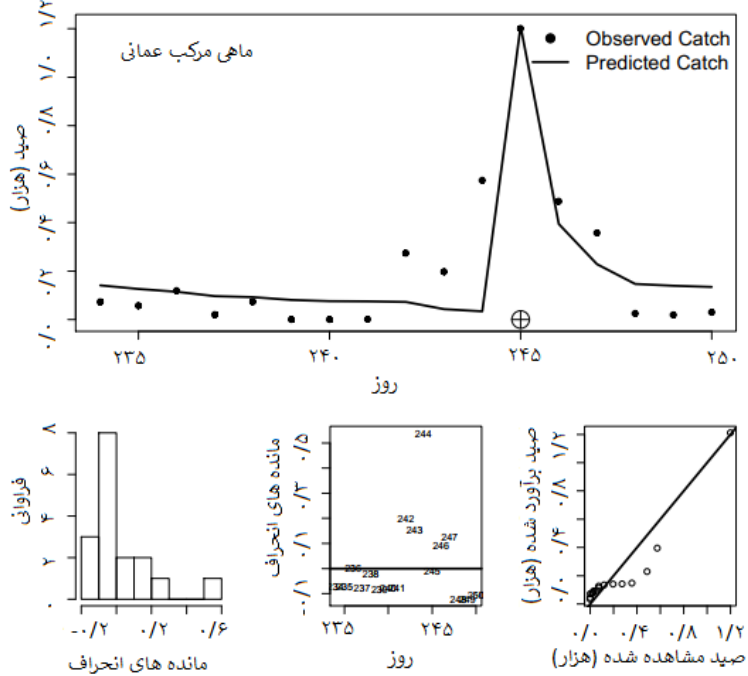 ماهی مرکب عمانی
Observed Catch
Predicted Catch
صید (هزار)
۰/۰ ۰/۲ ۰/۴ ۰/۶ ۰/۸ ۱/۰ ۱/۲
۲۳۵ ۲۴۰ ۲۴۵ ۲۵۰
روز
فراوانی
۰ ۲ ۴ ۶ ۸
-۰/۲ ۰/۲ ۰/۶
مانده های انحراف
مانده های انحراف
-۰/۱ ۰/۱ ۰/۳ ۰/۵
244
242
243
247
246
236
238
245
237
241
250
۲۳۵ ۲۴۵
روز
صید برآورد شده (هزار)
۰/۰ ۰/۴ ۰/۸ ۱/۲
۰/۰ ۰/۴ ۰/۸ ۱/۲
صید مشاهده شده (هزار)